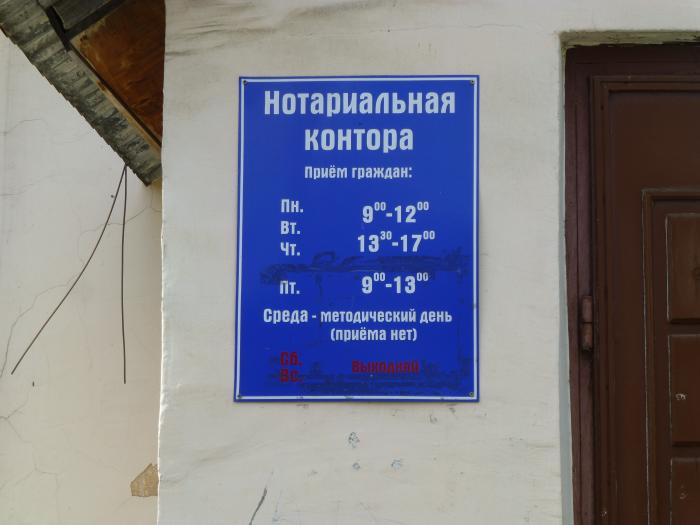 Нотариальная
контора
Приём граждан:
Пн.
Вт.
Чт.
9⁰⁰-12⁰⁰
13³⁰-17⁰⁰
Пт. 9⁰⁰-13⁰⁰
Среда - методический день
(приёма нет)
Сб.
Вс.
Выходной